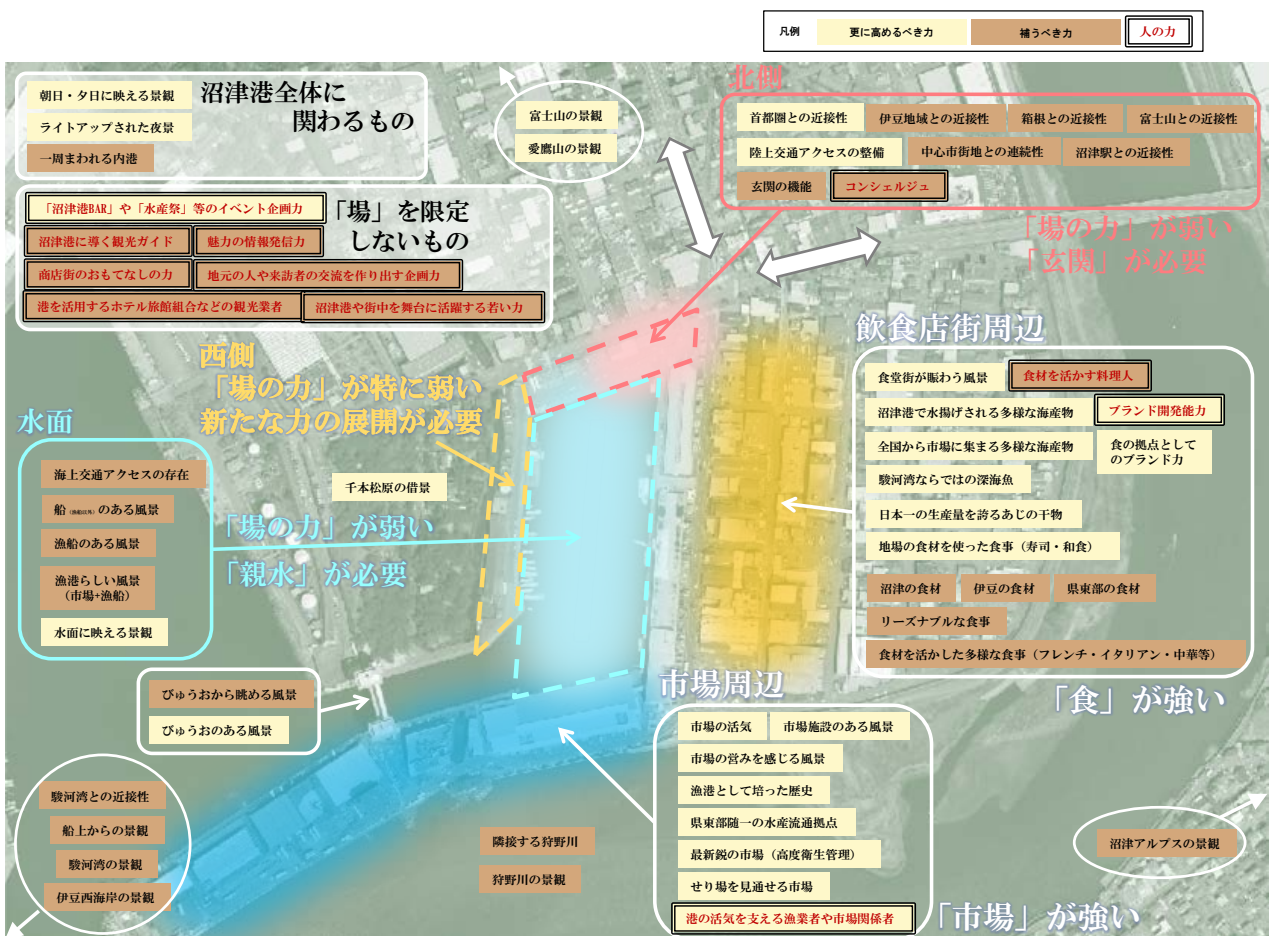 凡例
更に高めるべき力
補うべき力
人の力
朝日・夕日に映える景観
ライトアップされた夜景
一周まわれる内港
沼津港全体に
関わるもの
富士山の景観
愛鷹山の景観
北側
首都圏との近接性
伊豆地域との近接性
箱根との近接性
富士山との近接性
陸上交通アクセスの整備
中心市街地との連続性
沼津駅との近接性
玄関の機能
コンシェルジュ
「場の力」が弱い
「玄関」が必要
「沼津港BAR」や「水産祭」等のイベント企画力
「場」を限定
しないもの
沼津港に導く観光ガイド
魅力の情報発信力
商店街のおもてなしの力
地元の人や来訪者の交流を作り出す企画力
港を活用するホテル旅館組合などの観光業者
沼津港や街中を舞台に活躍する若い力
西側
「場の力」が特に弱い
新たな力の展開が必要
千本松原の借景
水面
海上交通アクセスの存在
船(漁船以外)のある風景
漁船のある風景
漁港らしい風景
(市場+漁船)
水面に映える景観
「場の力」が弱い
「親水」が必要
飲食店街周辺
食堂街が賑わう風景
食材を活かす料理人
沼津港で水揚げされる多様な海産物
ブランド開発能力
全国から市場に集まる多様な海産物
食の拠点として
のブランド力
駿河湾ならではの深海魚
日本一の生産量を誇るあじの干物
地場の食材を使った食事（寿司・和食）
沼津の食材
伊豆の食材
県東部の食材
リーズナブルな食事
食材を活かした多様な食事（フレンチ・イタリアン・中華等）
「食」が強い
びゅうおから眺める風景
びゅうおのある風景
市場周辺
市場の活気
市場施設のある風景
市場の営みを感じる風景
漁港として培った歴史
県東部随一の水産流通拠点
最新鋭の市場（高度衛生管理）
せり場を見通せる市場
港の活気を支える漁業者や市場関係者
「市場」が強い
駿河湾との近接性
船上からの景観
駿河湾の景観
伊豆西海岸の景観
隣接する狩野川
狩野川の景観
沼津アルプスの景観